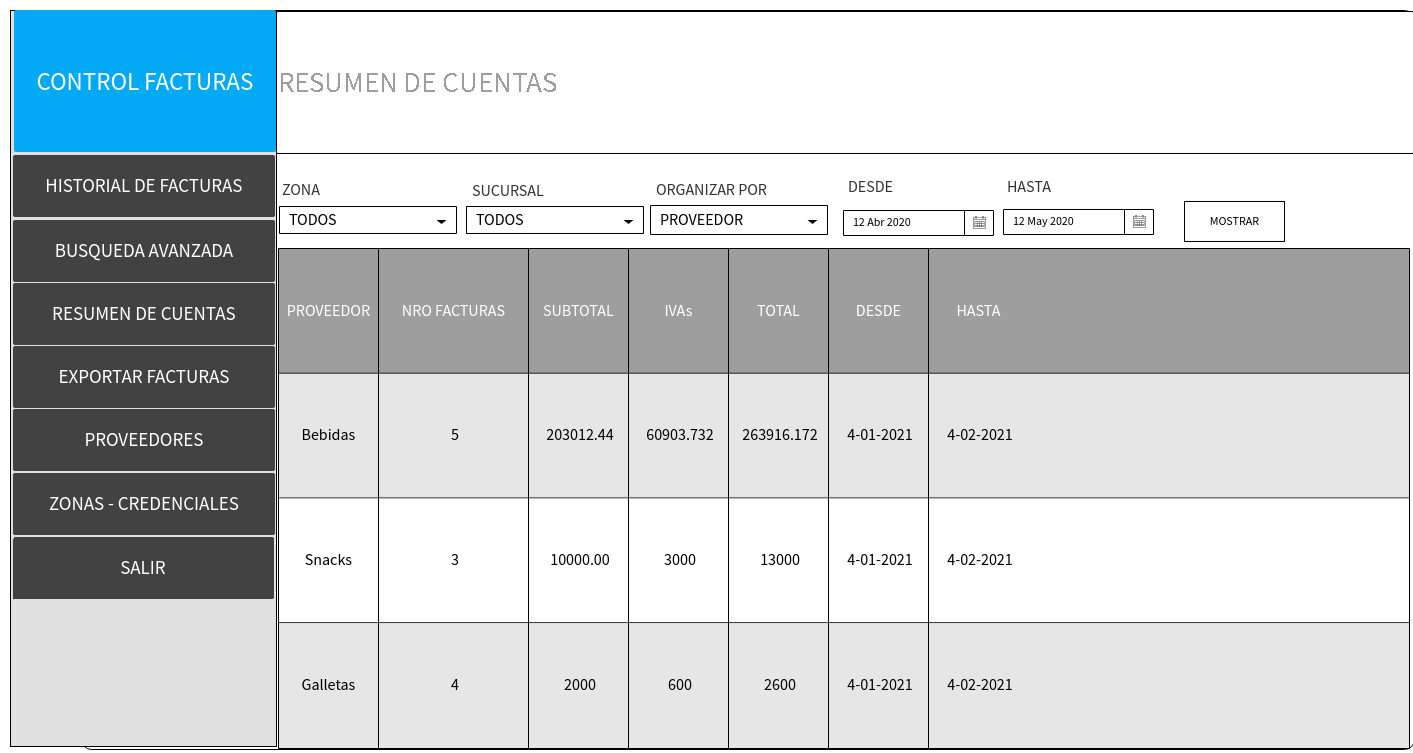 CONTROL FACTURAS
RESUMEN DE CUENTAS
HISTORIAL DE FACTURAS
BUSQUEDA AVANZADA
RESUMEN DE CUENTAS
EXPORTAR FACTURAS
PROVEEDORES
ZONAS - CREDENCIALES
SALIR
ZONA SUCURSAL ORGANIZAR POR DESDE HASTA
TODOS TODOS PROVEEDOR 12 Abr 2020 12 May 2020 MOSTRAR
PROVEEDOR NRO FACTURAS SUBTOTAL IVAs TOTAL DESDE HASTA
Bebidas 5 203012.44 60903.732 263916.172 4-01-2021 4-02-2021
Snacks 3 10000.00 3000 13000 4-01-2021 4-02-2021
Galletas 4 2000 600 2600 4-01-2021 4-02-2021